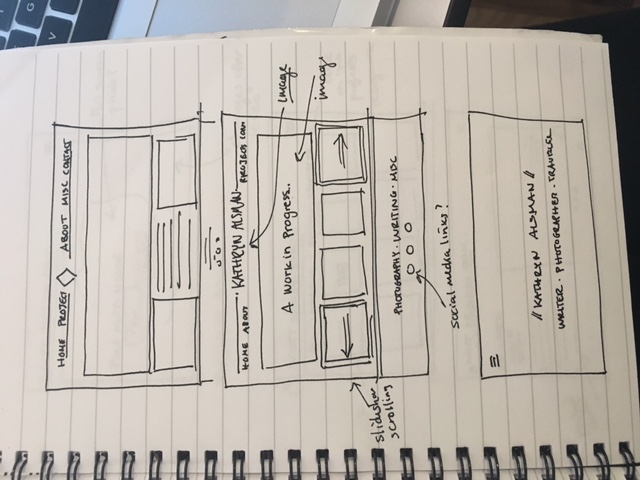 HOME PROJECT ABOUT MISC CONTACT
HOME ABOUT KATHRYN ALSMAN PROJECTS
A work in Progress..
image
image
slideshow
scrolling
PHOTOGRAPHY · WRITING · MISC
social media links?
// KATHRYN ALSMAN //
WRITER · PHOTOGRAPHER · TRAVELER